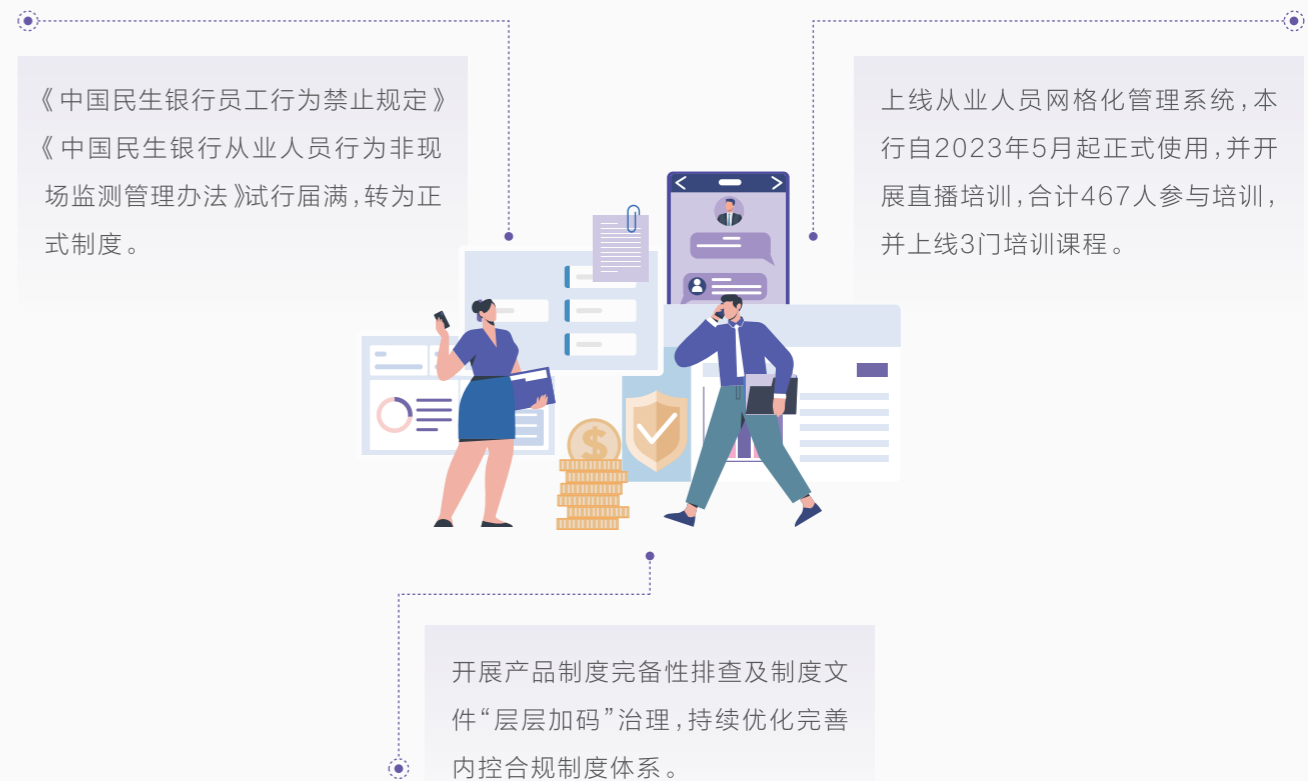 《中国民生银行员工行为禁止规定》
《中国民生银行从业人员行为非现
场监测管理办法》试行届满,转为正
式制度。
上线从业人员网格化管理系统,本
行自2023年5月起正式使用,并开
展直播培训,合计467人参与培训,
并上线3门培训课程。
开展产品制度完备性排查及制度文
件“层层加码”治理,持续优化完善
内控合规制度体系。